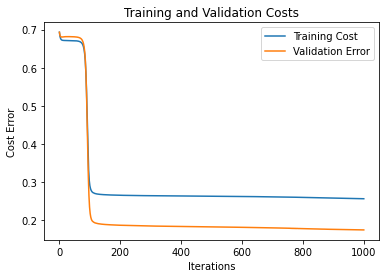 Training and Validation Costs
Training Cost
Validation Error
Cost Error
0.7
0.6
0.5
0.4
0.3
0.2
0
200
400
600
800
1000
Iterations